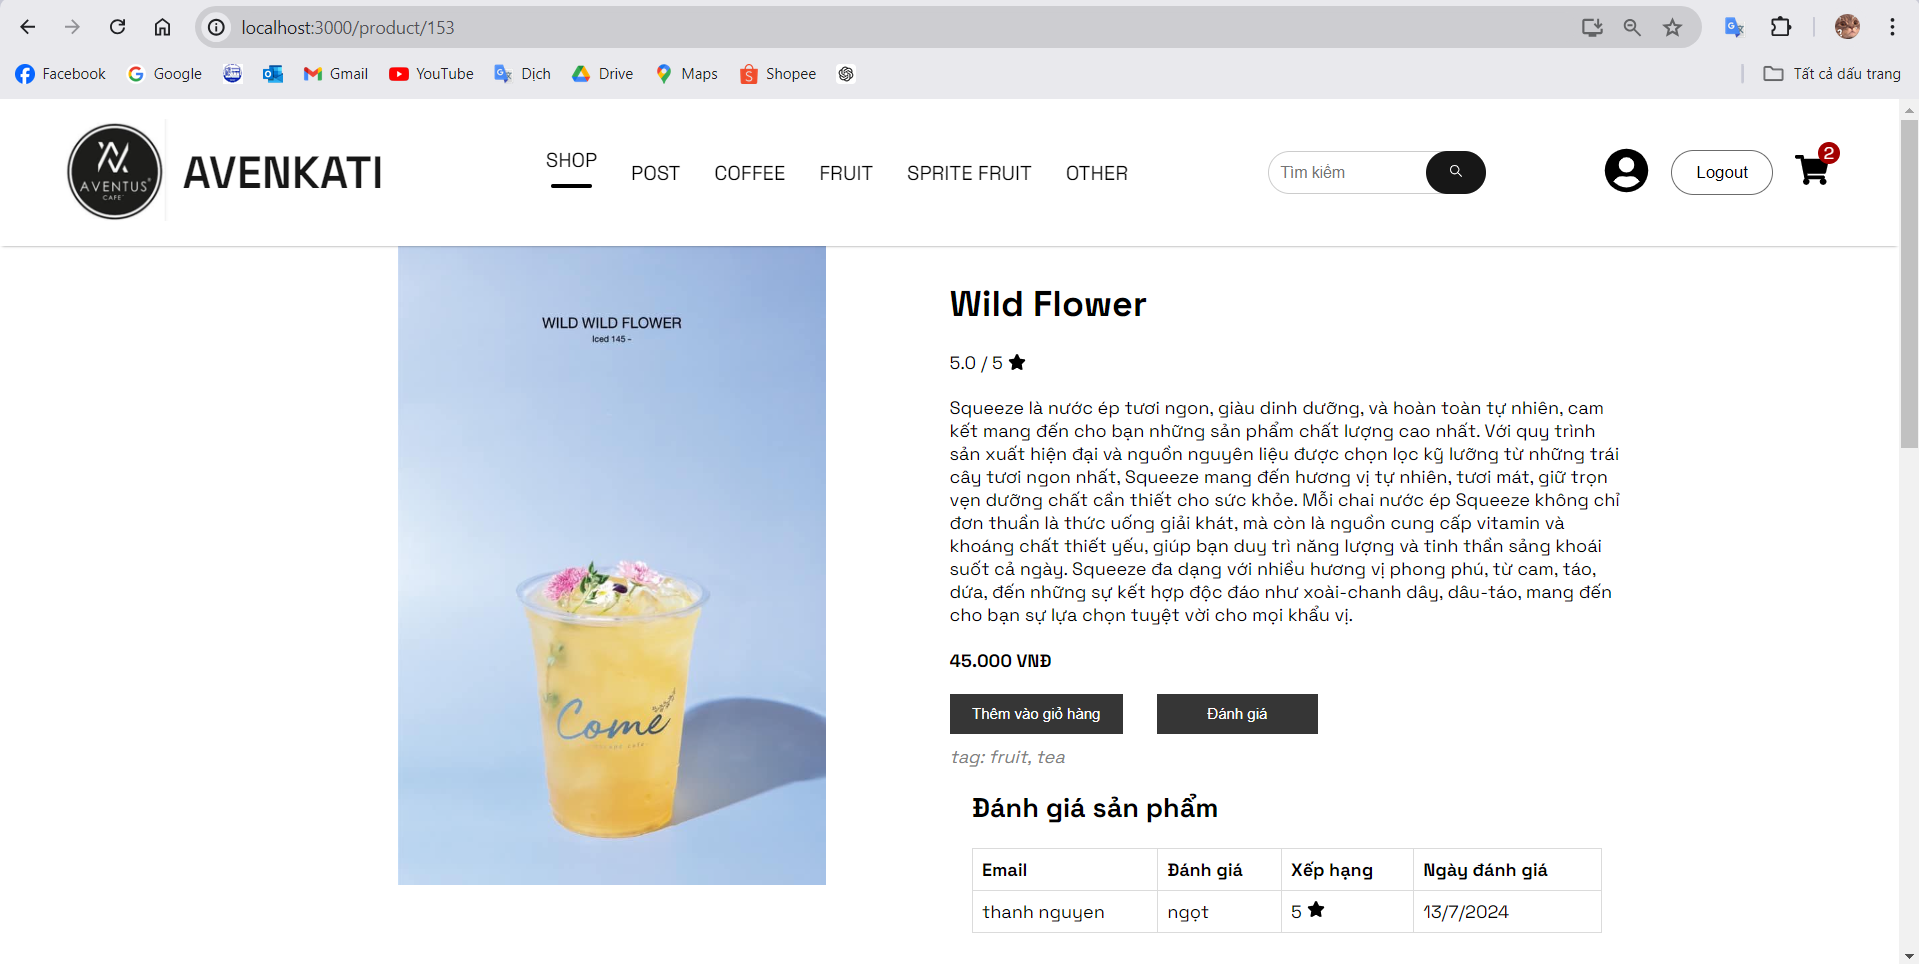 localhost:3000/product/153
Facebook Google Gmail YouTube Dịch Drive Maps Shopee Tất cả dấu trang
AVENTUS
CAFE
AVENKATI
SHOP POST COFFEE FRUIT SPRITE FRUIT OTHER
Tìm kiếm
Logout
2
WILD WILD FLOWER
Iced 145 -
Come
Wild Flower
5.0 / 5
Squeeze là nước ép tươi ngon, giàu dinh dưỡng, và hoàn toàn tự nhiên, cam
kết mang đến cho bạn những sản phẩm chất lượng cao nhất. Với quy trình
sản xuất hiện đại và nguồn nguyên liệu được chọn lọc kỹ lưỡng từ những trái
cây tươi ngon nhất, Squeeze mang đến hương vị tự nhiên, tươi mát, giữ trọn
vẹn dưỡng chất cần thiết cho sức khỏe. Mỗi chai nước ép Squeeze không chỉ
đơn thuần là thức uống giải khát, mà còn là nguồn cung cấp vitamin và
khoáng chất thiết yếu, giúp bạn duy trì năng lượng và tinh thần sảng khoái
suốt cả ngày. Squeeze đa dạng với nhiều hương vị phong phú, từ cam, táo,
dứa, đến những sự kết hợp độc đáo như xoài-chanh dây, dâu-táo, mang đến
cho bạn sự lựa chọn tuyệt vời cho mọi khẩu vị.
45.000 VNĐ
Thêm vào giỏ hàng Đánh giá
tag: fruit, tea
Đánh giá sản phẩm
Email Đánh giá Xếp hạng Ngày đánh giá
thanh nguyen ngọt 5 13/7/2024